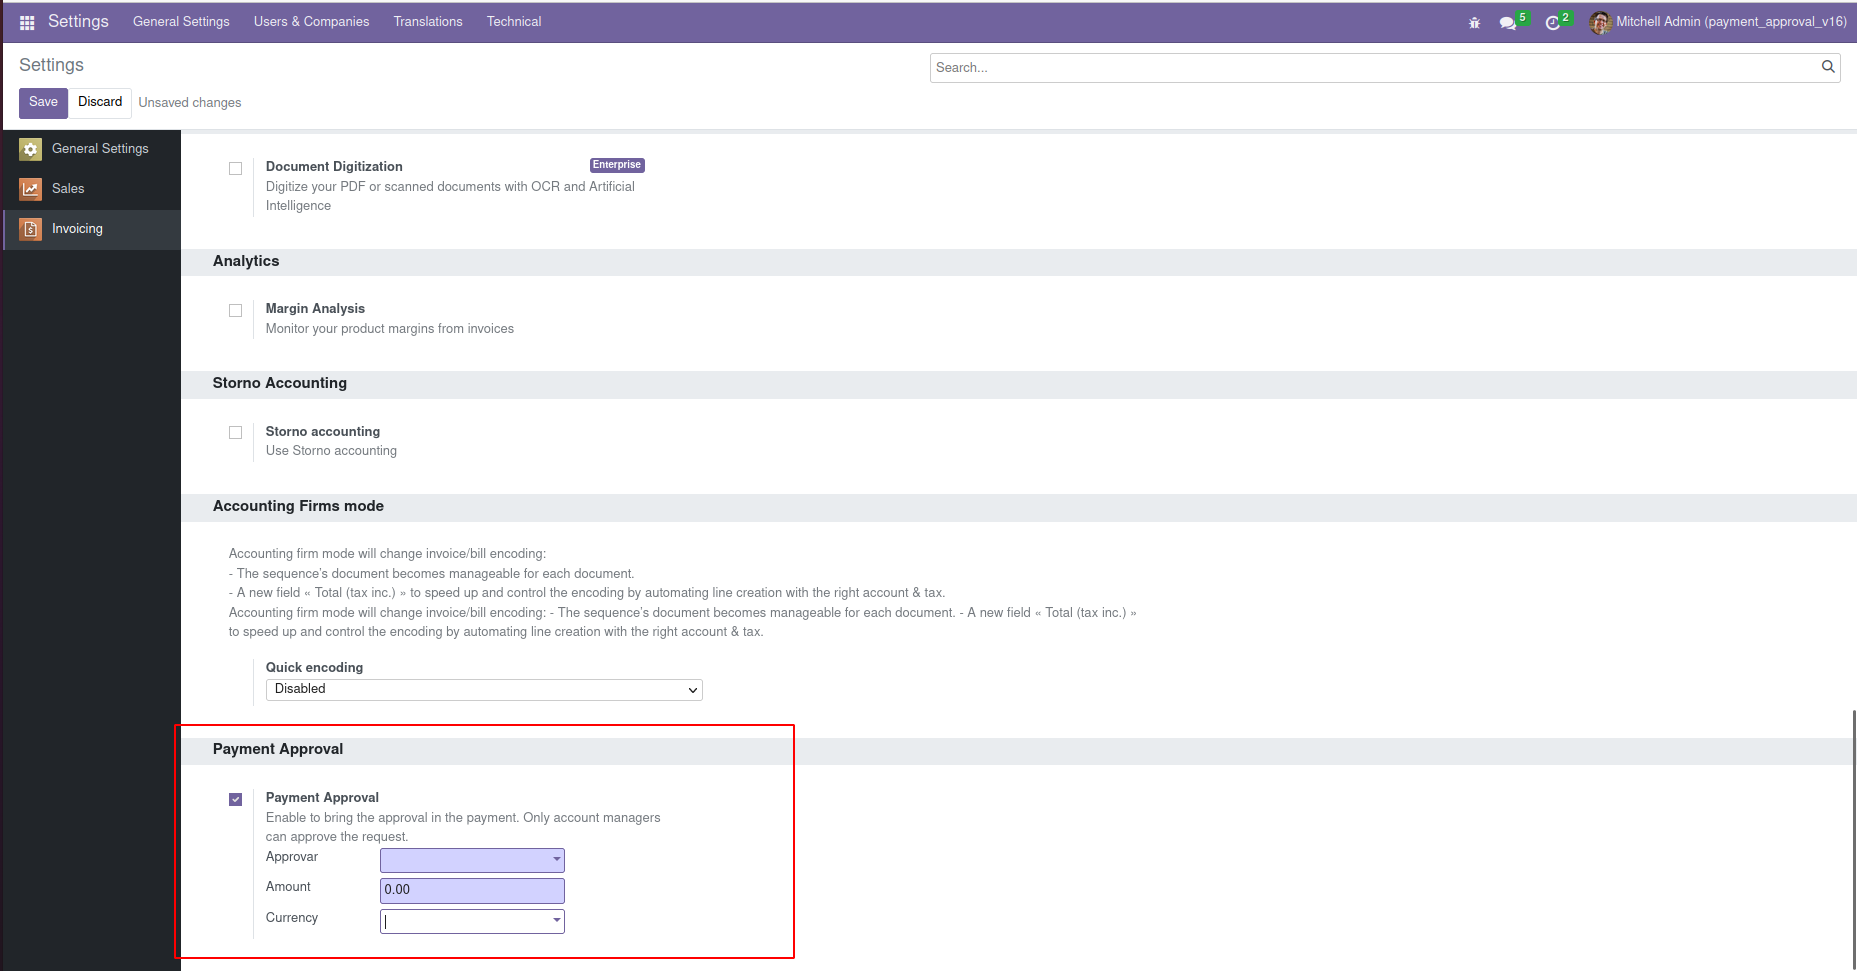 Settings General Settings Users & Companies Translations Technical 5 2 Mitchell Admin (payment_approval_v16)
Settings
Search...
Save Discard Unsaved changes
General Settings
Sales
Invoicing
Document Digitization Enterprise
Digitize your PDF or scanned documents with OCR and Artificial
Intelligence
Analytics
Margin Analysis
Monitor your product margins from invoices
Storno Accounting
Storno accounting
Use Storno accounting
Accounting Firms mode
Accounting firm mode will change invoice/bill encoding:
- The sequence's document becomes manageable for each document.
- A new field « Total (tax inc.) » to speed up and control the encoding by automating line creation with the right account & tax.
Accounting firm mode will change invoice/bill encoding: - The sequence's document becomes manageable for each document. - A new field « Total (tax inc.) »
to speed up and control the encoding by automating line creation with the right account & tax.
Quick encoding
Disabled
Payment Approval
Payment Approval
Enable to bring the approval in the payment. Only account managers
can approve the request.
Approvar
Amount 0.00
Currency